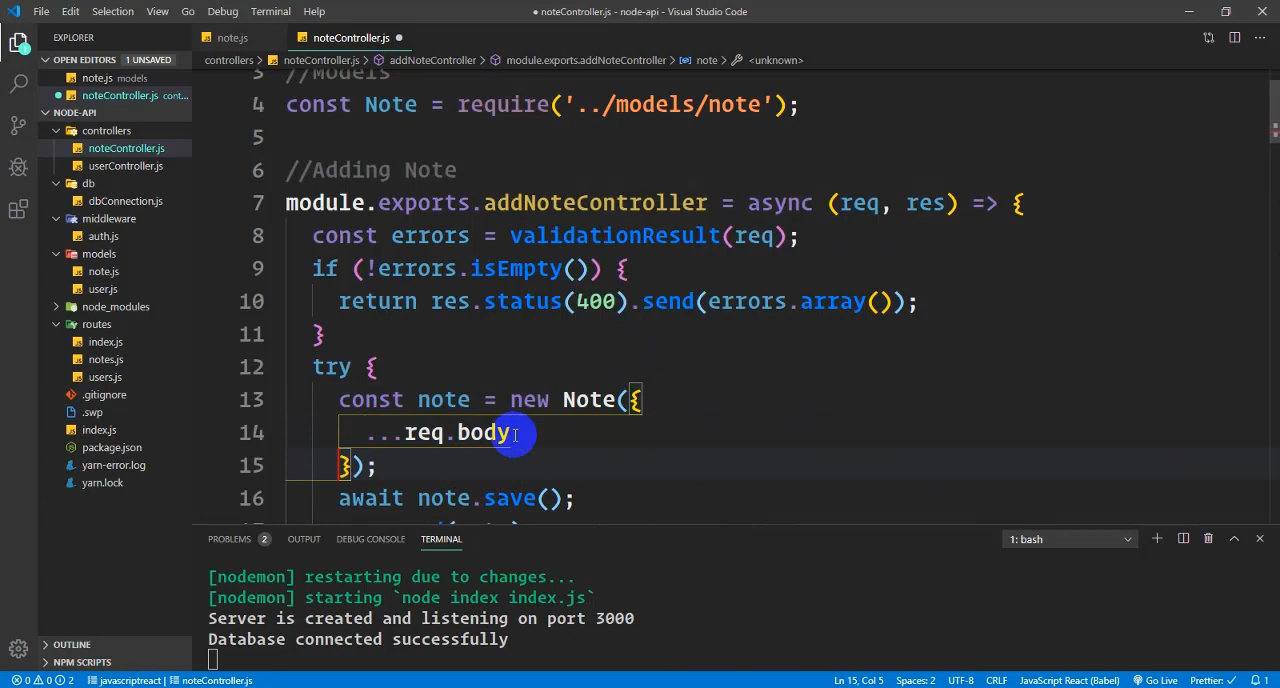 File Edit Selection View Go Debug Terminal Help
● noteController.js - node-api - Visual Studio Code
EXPLORER
OPEN EDITORS 1 UNSAVED
note.js models
noteController.js cont...
NODE-API
controllers
noteController.js
userController.js
db
dbConnection.js
middleware
auth.js
models
note.js
user.js
node_modules
routes
index.js
notes.js
users.js
.gitignore
.swp
index.js
package.json
yarn-error.log
yarn.lock
OUTLINE
NPM SCRIPTS
note.js
noteController.js ●
controllers > noteController.js > addNoteController > module.exports.addNoteController > note > <unknown>
3 //Models
4 const Note = require('../models/note');
5
6 //Adding Note
7 module.exports.addNoteController = async (req, res) => {
8 const errors = validationResult(req);
9 if (!errors.isEmpty()) {
10 return res.status(400).send(errors.array());
11 }
12 try {
13 const note = new Note({
14 ...req.body
15 });
16 await note.save();
PROBLEMS 2 OUTPUT DEBUG CONSOLE TERMINAL
1: bash
[nodemon] restarting due to changes...
[nodemon] starting `node index index.js`
Server is created and listening on port 3000
Database connected successfully
0 0 2 javascriptreact | noteController.js
Ln 15, Col 5 Spaces: 2 UTF-8 CRLF JavaScript React (Babel) Go Live Prettier: ✓ 1